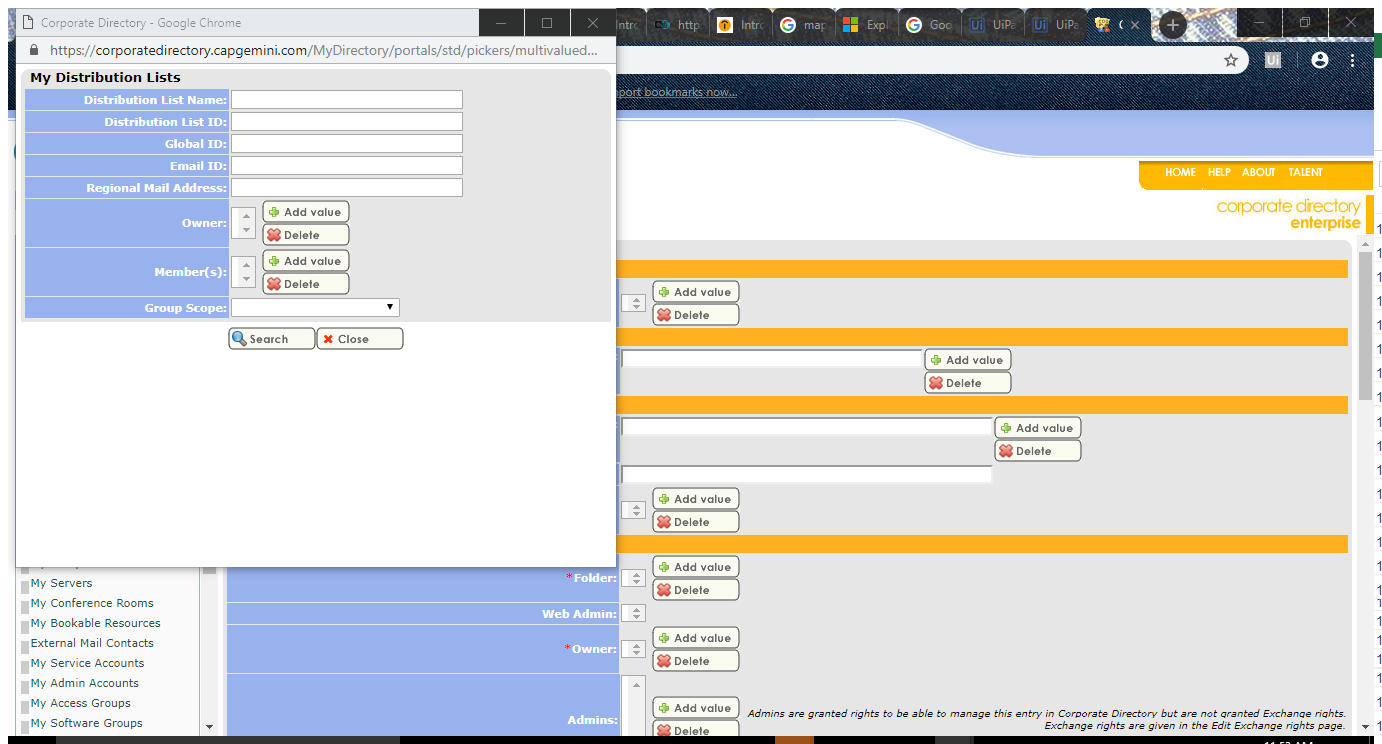 Corporate Directory - Google Chrome
Intro
http
Intro
map
Expl
Goo
Ui
UiPa
Ui
UiPa
https://corporatedirectory.capgemini.com/MyDirectory/portals/std/pickers/multivalued...
Ui
My Distribution Lists
port bookmarks now...
Distribution List Name:
Distribution List ID:
Global ID:
Email ID:
Regional Mail Address:
Owner:
Add value
Delete
Member(s):
Add value
Delete
Group Scope:
Search
Close
HOME HELP ABOUT TALENT
corporate directory
enterprise
Add value
Delete
Add value
Delete
Add value
Delete
Add value
Delete
*Folder:
Add value
Delete
Web Admin:
*Owner:
Add value
Delete
Admins:
Add value
Delete
Admins are granted rights to be able to manage this entry in Corporate Directory but are not granted Exchange rights.
Exchange rights are given in the Edit Exchange rights page.
My Servers
My Conference Rooms
My Bookable Resources
External Mail Contacts
My Service Accounts
My Admin Accounts
My Access Groups
My Software Groups